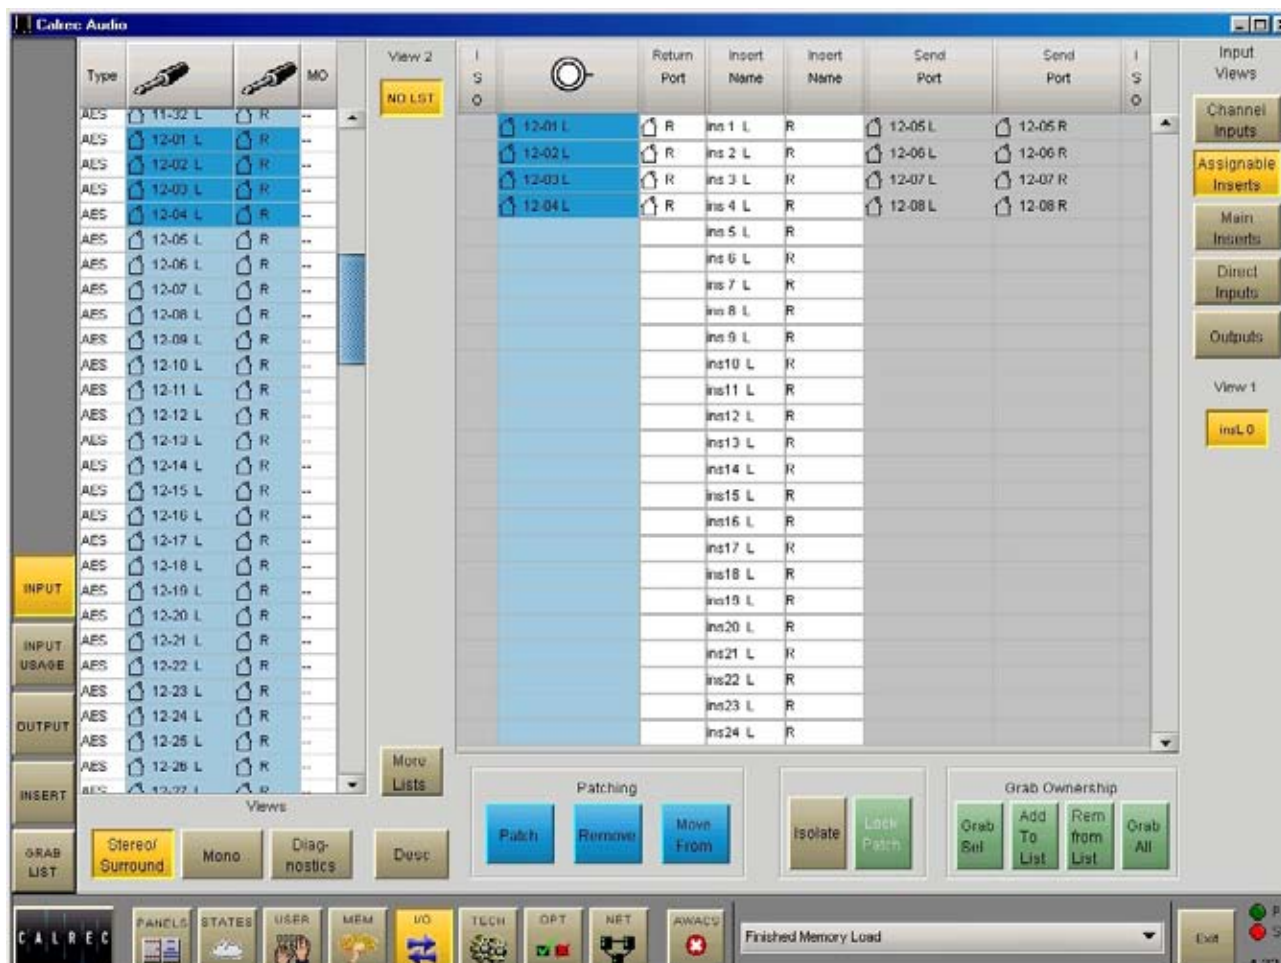 Calrec Audio
Type MO
AES 11-32 L R --
AES 12-01 L R --
AES 12-02 L R --
AES 12-03 L R --
AES 12-04 L R --
AES 12-05 L R --
AES 12-06 L R --
AES 12-07 L R --
AES 12-08 L R --
AES 12-09 L R --
AES 12-10 L R --
AES 12-11 L R --
AES 12-12 L R --
AES 12-13 L R --
AES 12-14 L R --
AES 12-15 L R --
AES 12-16 L R --
AES 12-17 L R --
AES 12-18 L R --
AES 12-19 L R --
AES 12-20 L R --
AES 12-21 L R --
AES 12-22 L R --
AES 12-23 L R --
AES 12-24 L R --
AES 12-25 L R --
AES 12-26 L R --
AES 12-27 L R
View 2
NO LST
More
Lists
Desc
Views
Stereo/
Surround
Mono
Diag-
nostics
INPUT
INPUT
USAGE
OUTPUT
INSERT
GRAB
LIST
I Return Insert Insert Send Send I
S Port Name Name Port Port S
O O
12-01 L R ins 1 L R 12-05 L 12-05 R
12-02 L R ins 2 L R 12-06 L 12-06 R
12-03 L R ins 3 L R 12-07 L 12-07 R
12-04 L R ins 4 L R 12-08 L 12-08 R
ins 5 L R
ins 6 L R
ins 7 L R
ins 8 L R
ins 9 L R
ins10 L R
ins11 L R
ins12 L R
ins13 L R
ins14 L R
ins15 L R
ins16 L R
ins17 L R
ins18 L R
ins19 L R
ins20 L R
ins21 L R
ins22 L R
ins23 L R
ins24 L R
Patching
Patch
Remove
Move
From
Isolate
Lock
Patch
Grab Ownership
Grab
Sel
Add
To
List
Rem
from
List
Grab
All
Input
Views
Channel
Inputs
Assignable
Inserts
Main
Inserts
Direct
Inputs
Outputs
View 1
insL 0
CALREC
PANELS
STATES
USER
MEM
I/O
TECH
OPT
NET
AWACS
Finished Memory Load
Exit